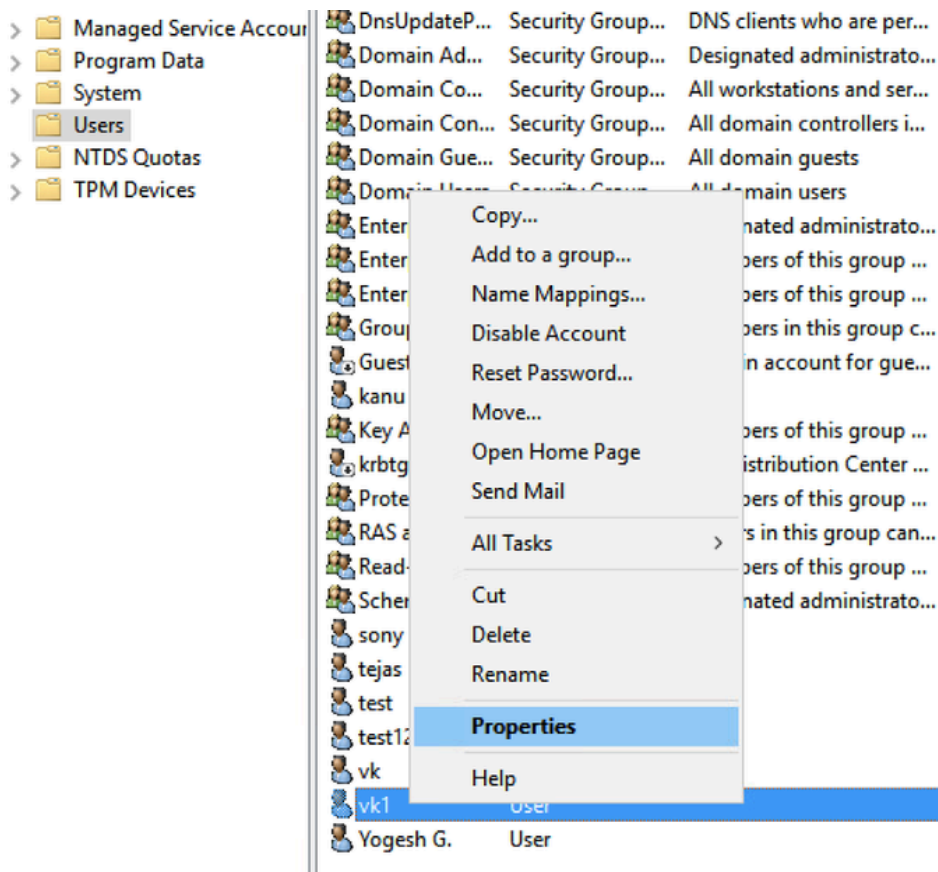 Managed Service Accour
Program Data
System
Users
NTDS Quotas
TPM Devices
DnsUpdateP... Security Group... DNS clients who are per...
Domain Ad... Security Group... Designated administrato...
Domain Co... Security Group... All workstations and ser...
Domain Con... Security Group... All domain controllers i...
Domain Gue... Security Group... All domain guests
Domain Users Security Group... All domain users
Enter nated administrato...
Enter bers of this group ...
Enter bers of this group ...
Group bers in this group c...
Guest in account for gue...
kanu
Key A bers of this group ...
krbtg istribution Center ...
Prote bers of this group ...
RAS a rs in this group can...
Read- bers of this group ...
Scher nated administrato...
sony
tejas
test
test12
vk
vk1 User
Yogesh G. User
Copy...
Add to a group...
Name Mappings...
Disable Account
Reset Password...
Move...
Open Home Page
Send Mail
All Tasks
Cut
Delete
Rename
Properties
Help